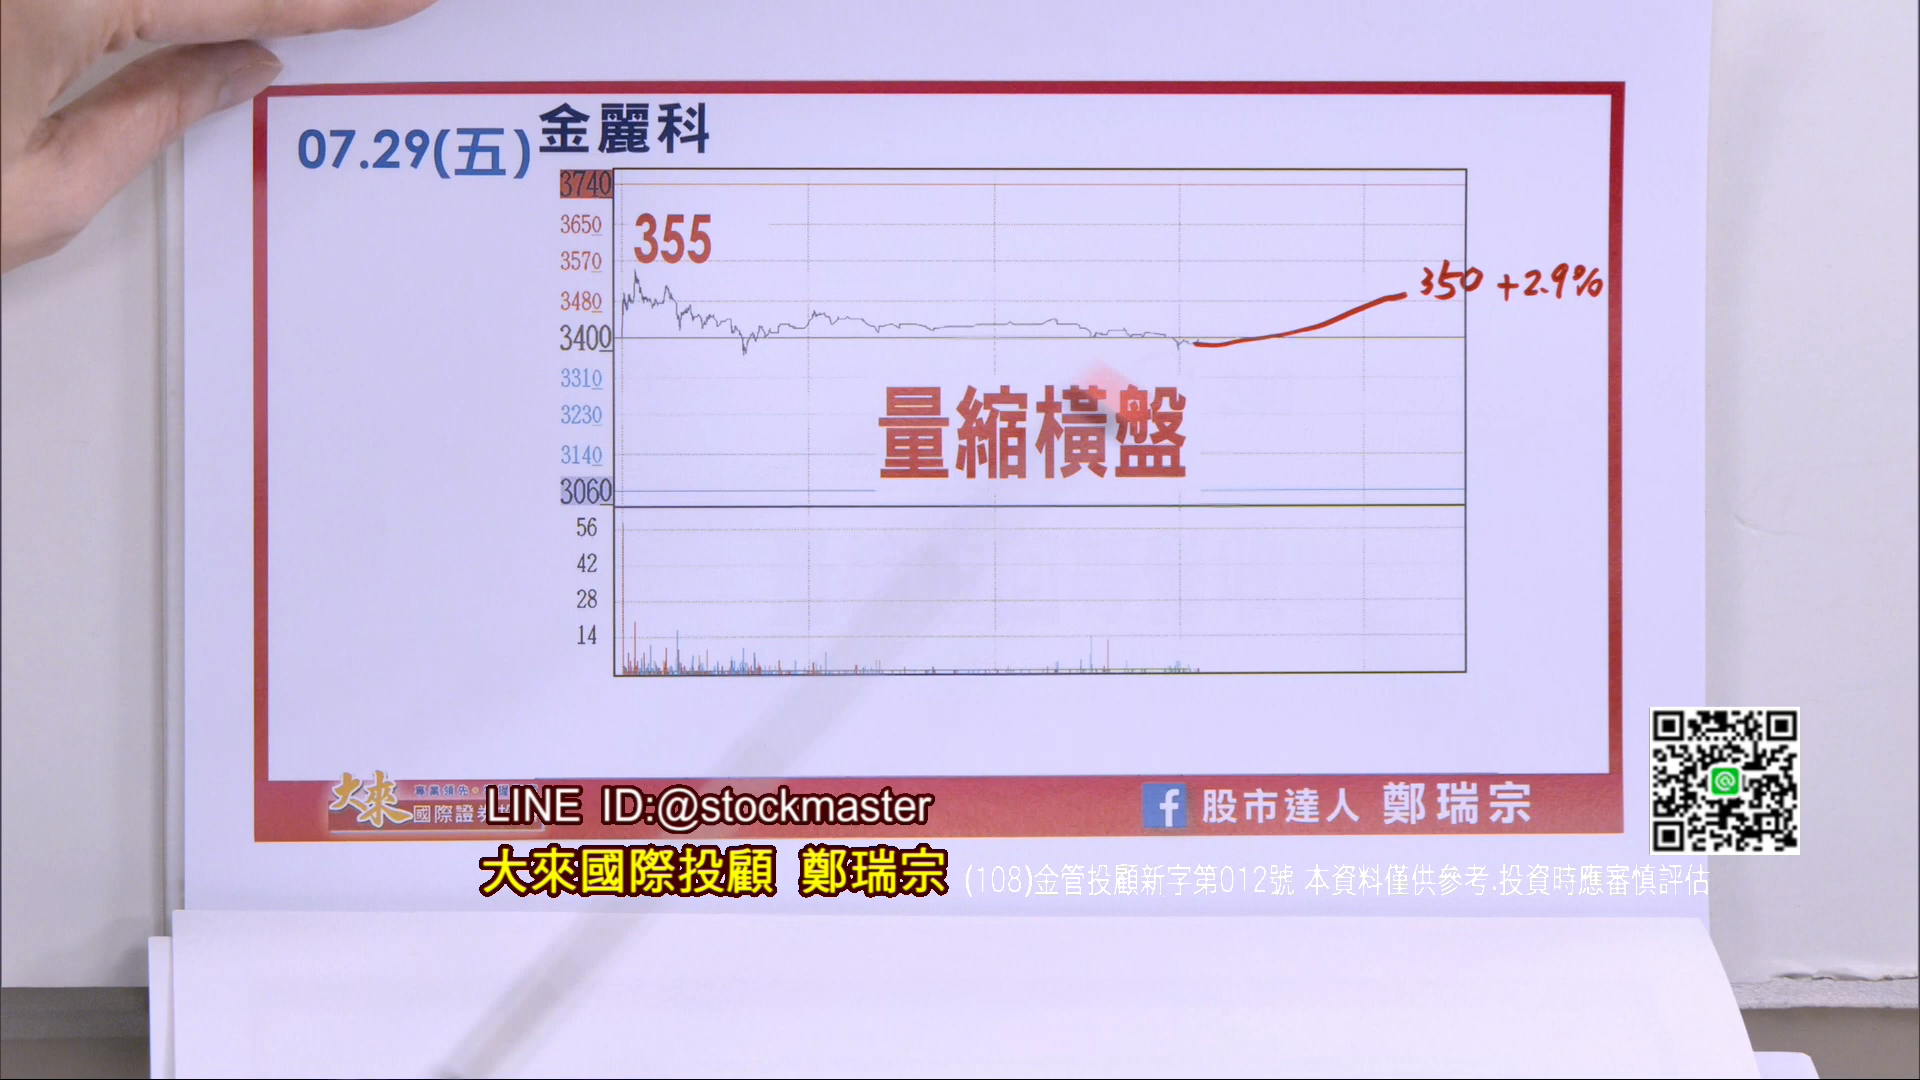 07.29(五)金麗科
3740
3650
3570
3480
3400
3310
3230
3140
3060
56
42
28
14
355
350 +2.9%
量縮橫盤
大來
專業領先
國際證券
股市達人 鄭瑞宗
LINE ID:@stockmaster
大來國際投顧 鄭瑞宗
(108)金管投顧新字第012號 本資料僅供參考.投資時應審慎評估